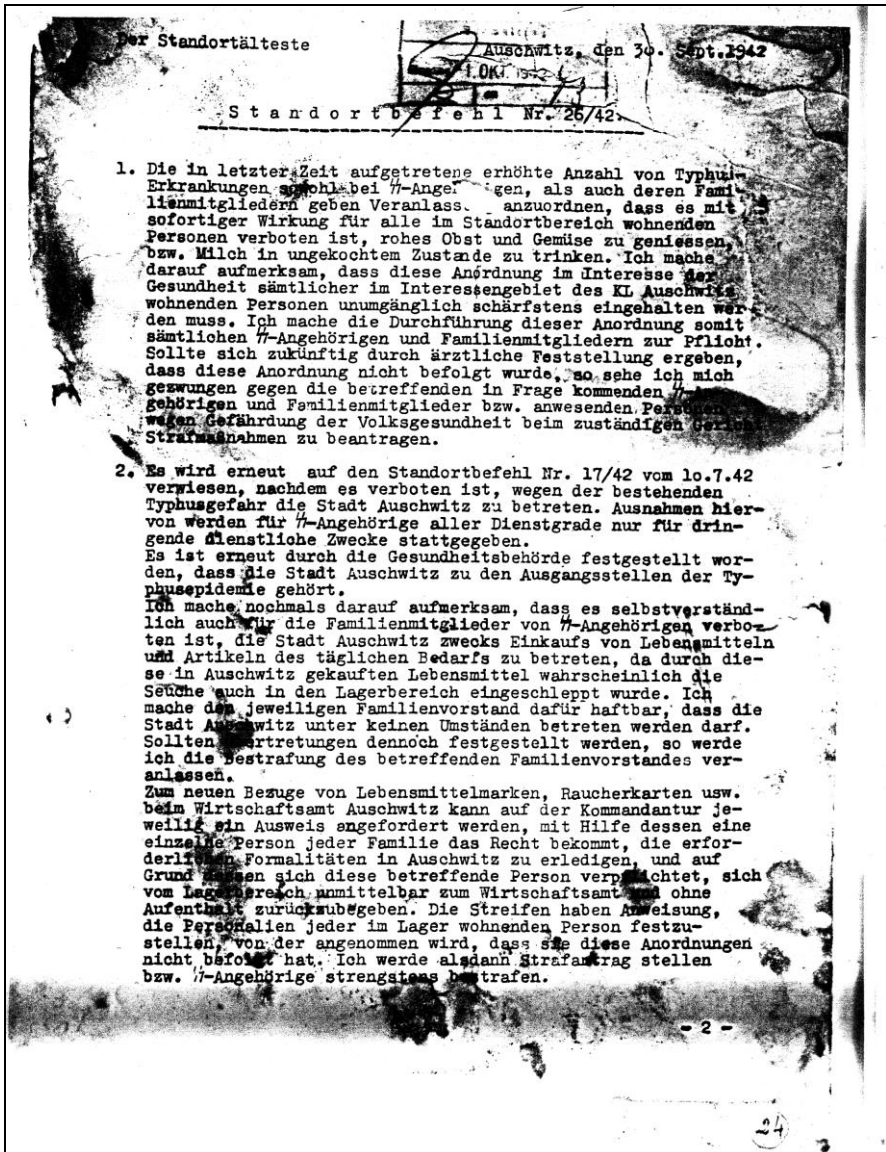 Der Standortälteste
Auschwitz, den 30. Sept.1942
1. OKT. 1942
Standortbefehl Nr. 26/42.
1. Die in letzter Zeit aufgetretene erhöhte Anzahl von
Erkrankungen sowohl bei ᛋᛋ-Ange gen, als auch deren Fami-
lienmitgliedern geben Veranlass anzuordnen, dass es mit
sofortiger Wirkung für alle im Standortbereich wohnenden
Personen verboten ist, rohes Obst und Gemüse zu geniessen,
bzw. Milch in ungekochtem Zustande zu trinken. Ich mache
darauf aufmerksam, dass diese Anordnung im Interesse der
Gesundheit sämtlicher im Interessengebiet des KL Auschwitz
wohnenden Personen unumgänglich schärfstens eingehalten wer-
den muss. Ich mache die Durchführung dieser Anordnung somit
sämtlichen ᛋᛋ-Angehörigen und Familienmitgliedern zur Pflicht.
Sollte sich zukünftig durch ärztliche Feststellung ergeben,
dass diese Anordnung nicht befolgt wurde, so sehe ich mich
gezwungen gegen die betreffenden in Frage kommenden ᛋᛋ-An-
gehörigen und Familienmitglieder bzw. anwesenden Personen
wegen Gefährdung der Volksgesundheit beim zuständigen Gericht
Strafmaßnahmen zu beantragen.
2. Es wird erneut auf den Standortbefehl Nr. 17/42 vom lo.7.42
verwiesen, nachdem es verboten ist, wegen der bestehenden
Typhusgefahr die Stadt Auschwitz zu betreten. Ausnahmen hier-
von werden für ᛋᛋ-Angehörige aller Dienstgrade nur für drin-
gende dienstliche Zwecke stattgegeben.
Es ist erneut durch die Gesundheitsbehörde festgestellt wor-
den, dass die Stadt Auschwitz zu den Ausgangsstellen der Ty-
phusepidemie gehört.
Ich mache nochmals darauf aufmerksam, dass es selbstverständ-
lich auch für die Familienmitglieder von ᛋᛋ-Angehörigen verbo-
ten ist, die Stadt Auschwitz zwecks Einkaufs von Lebensmitteln
und Artikeln des täglichen Bedarfs zu betreten, da durch die-
se in Auschwitz gekauften Lebensmittel wahrscheinlich die
Seuche auch in den Lagerbereich eingeschleppt wurde. Ich
mache den jeweiligen Familienvorstand dafür haftbar, dass die
Stadt Auschwitz unter keinen Umständen betreten werden darf.
Sollten Übertretungen dennoch festgestellt werden, so werde
ich die Bestrafung des betreffenden Familienvorstandes ver-
anlassen.
Zum neuen Bezuge von Lebensmittelmarken, Raucherkarten usw.
beim Wirtschaftsamt Auschwitz kann auf der Kommandantur je-
weilig ein Ausweis angefordert werden, mit Hilfe dessen eine
einzelne Person jeder Familie das Recht bekommt, die erfor-
derlichen Formalitäten in Auschwitz zu erledigen, und auf
Grund dessen sich diese betreffende Person verpflichtet, sich
vom Lagerbereich unmittelbar zum Wirtschaftsamt und ohne
Aufenthalt zurückzubegeben. Die Streifen haben Anweisung,
die Personalien jeder im Lager wohnenden Person festzu-
stellen, von der angenommen wird, dass sie diese Anordnungen
nicht befolgt hat. Ich werde alsdann Strafantrag stellen
bzw. ᛋᛋ-Angehörige strengstens bestrafen.
- 2 -
24